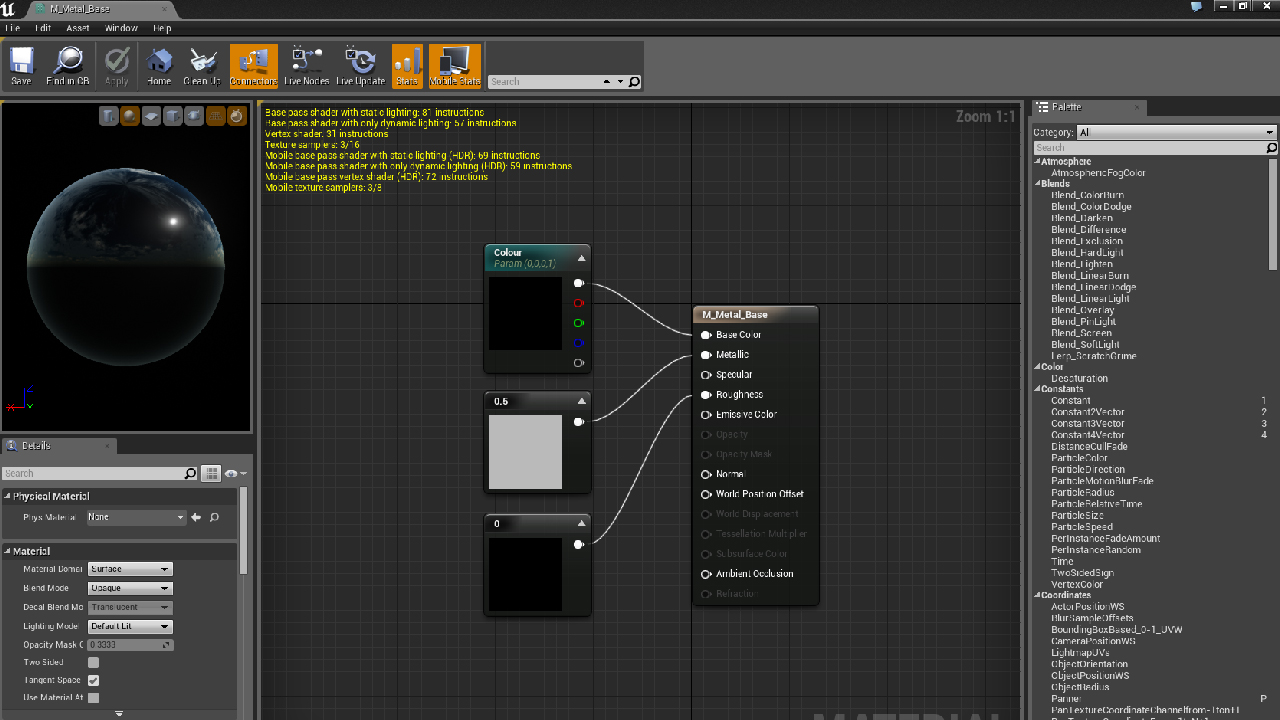 M_Metal_Base
File Edit Asset Window Help
Save Find in CB Apply Home Clean Up Connectors Live Nodes Live Update Stats Mobile Stats Search
Base pass shader with static lighting: 81 instructions
Base pass shader with only dynamic lighting: 57 instructions
Vertex shader: 31 instructions
Texture samplers: 3/16
Mobile base pass shader with static lighting (HDR): 69 instructions
Mobile base pass shader with only dynamic lighting (HDR): 59 instructions
Mobile base pass vertex shader (HDR): 72 instructions
Mobile texture samplers: 3/8
Zoom 1:1
Colour
Param (0,0,0,1)
0.5
0
M_Metal_Base
Base Color
Metallic
Specular
Roughness
Emissive Color
Opacity
Opacity Mask
Normal
World Position Offset
World Displacement
Tessellation Multiplier
Subsurface Color
Ambient Occlusion
Refraction
MATERIAL
Details
Search
Physical Material
Phys Material None
Material
Material Domai Surface
Blend Mode Opaque
Decal Blend Mo Translucent
Lighting Model Default Lit
Opacity Mask C 0.3333
Two Sided
Tangent Space
Use Material At
Palette
Category: All
Search
Atmosphere
AtmosphericFogColor
Blends
Blend_ColorBurn
Blend_ColorDodge
Blend_Darken
Blend_Difference
Blend_Exclusion
Blend_HardLight
Blend_Lighten
Blend_LinearBurn
Blend_LinearDodge
Blend_LinearLight
Blend_Overlay
Blend_PinLight
Blend_Screen
Blend_SoftLight
Lerp_ScratchGrime
Color
Desaturation
Constants
Constant 1
Constant2Vector 2
Constant3Vector 3
Constant4Vector 4
DistanceCullFade
ParticleColor
ParticleDirection
ParticleMotionBlurFade
ParticleRadius
ParticleRelativeTime
ParticleSize
ParticleSpeed
PerInstanceFadeAmount
PerInstanceRandom
Time
TwoSidedSign
VertexColor
Coordinates
ActorPositionWS
BlurSampleOffsets
BoundingBoxBased_0-1_UVW
CameraPositionWS
LightmapUVs
ObjectOrientation
ObjectPositionWS
ObjectRadius
Panner P